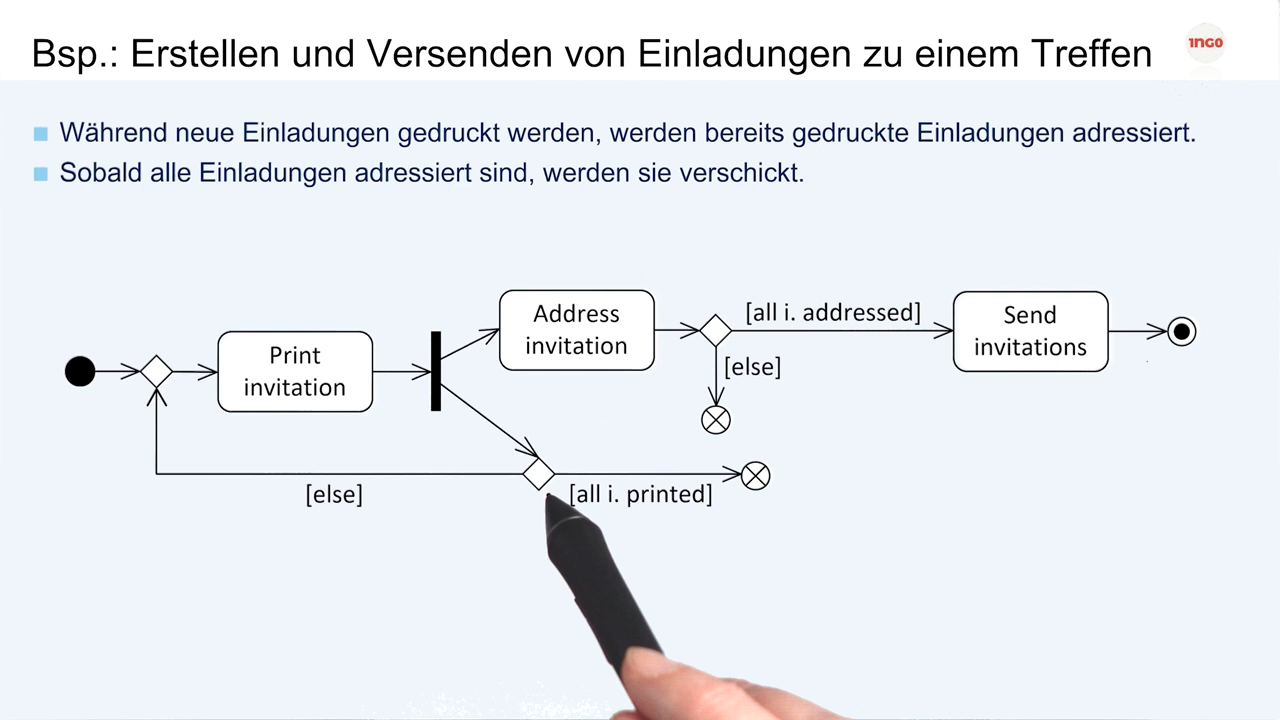 Bsp.: Erstellen und Versenden von Einladungen zu einem Treffen
1NGO
Während neue Einladungen gedruckt werden, werden bereits gedruckte Einladungen adressiert.
Sobald alle Einladungen adressiert sind, werden sie verschickt.
Print
invitation
Address
invitation
[all i. addressed]
[else]
Send
invitations
[else]
[all i. printed]